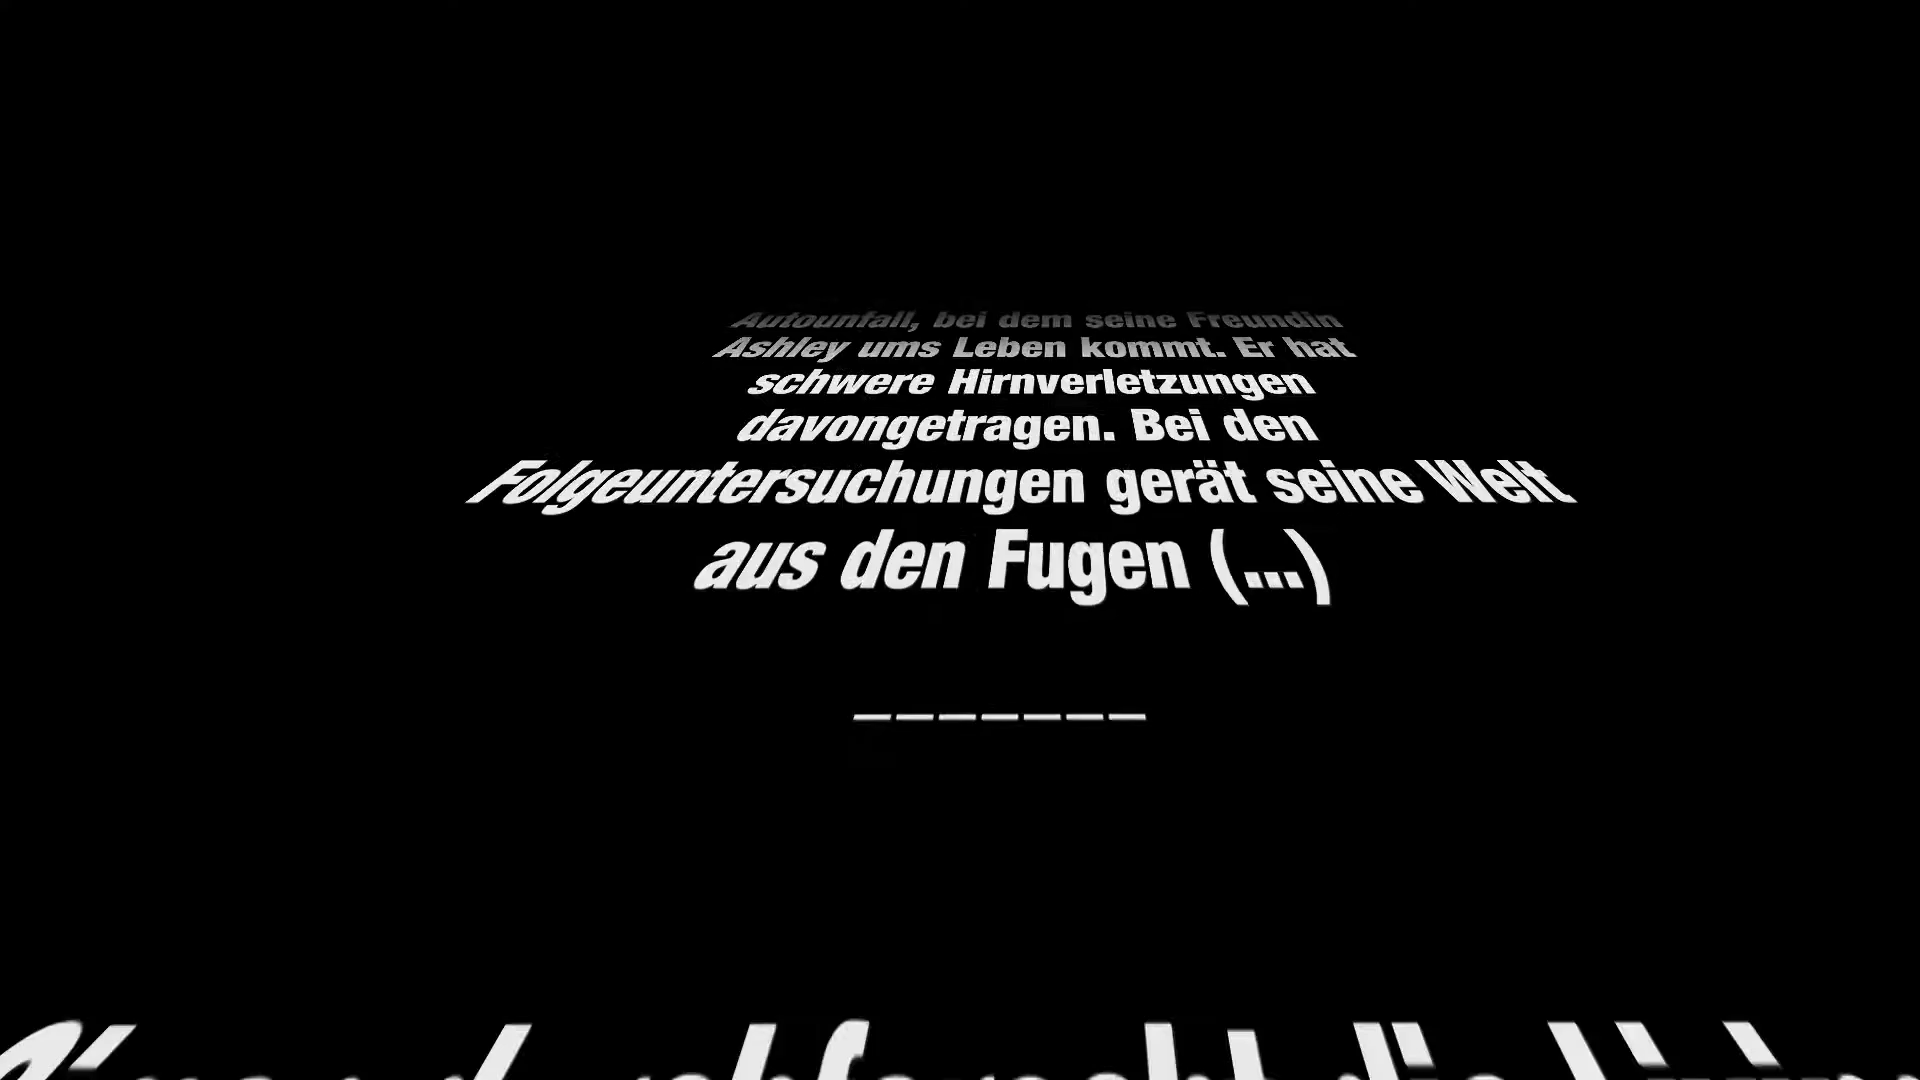 Autounfall, bei dem seine Freundin
Ashley ums Leben kommt. Er hat
schwere Hirnverletzungen
davongetragen. Bei den
Folgeuntersuchungen gerät seine Welt
aus den Fugen (...)
_______